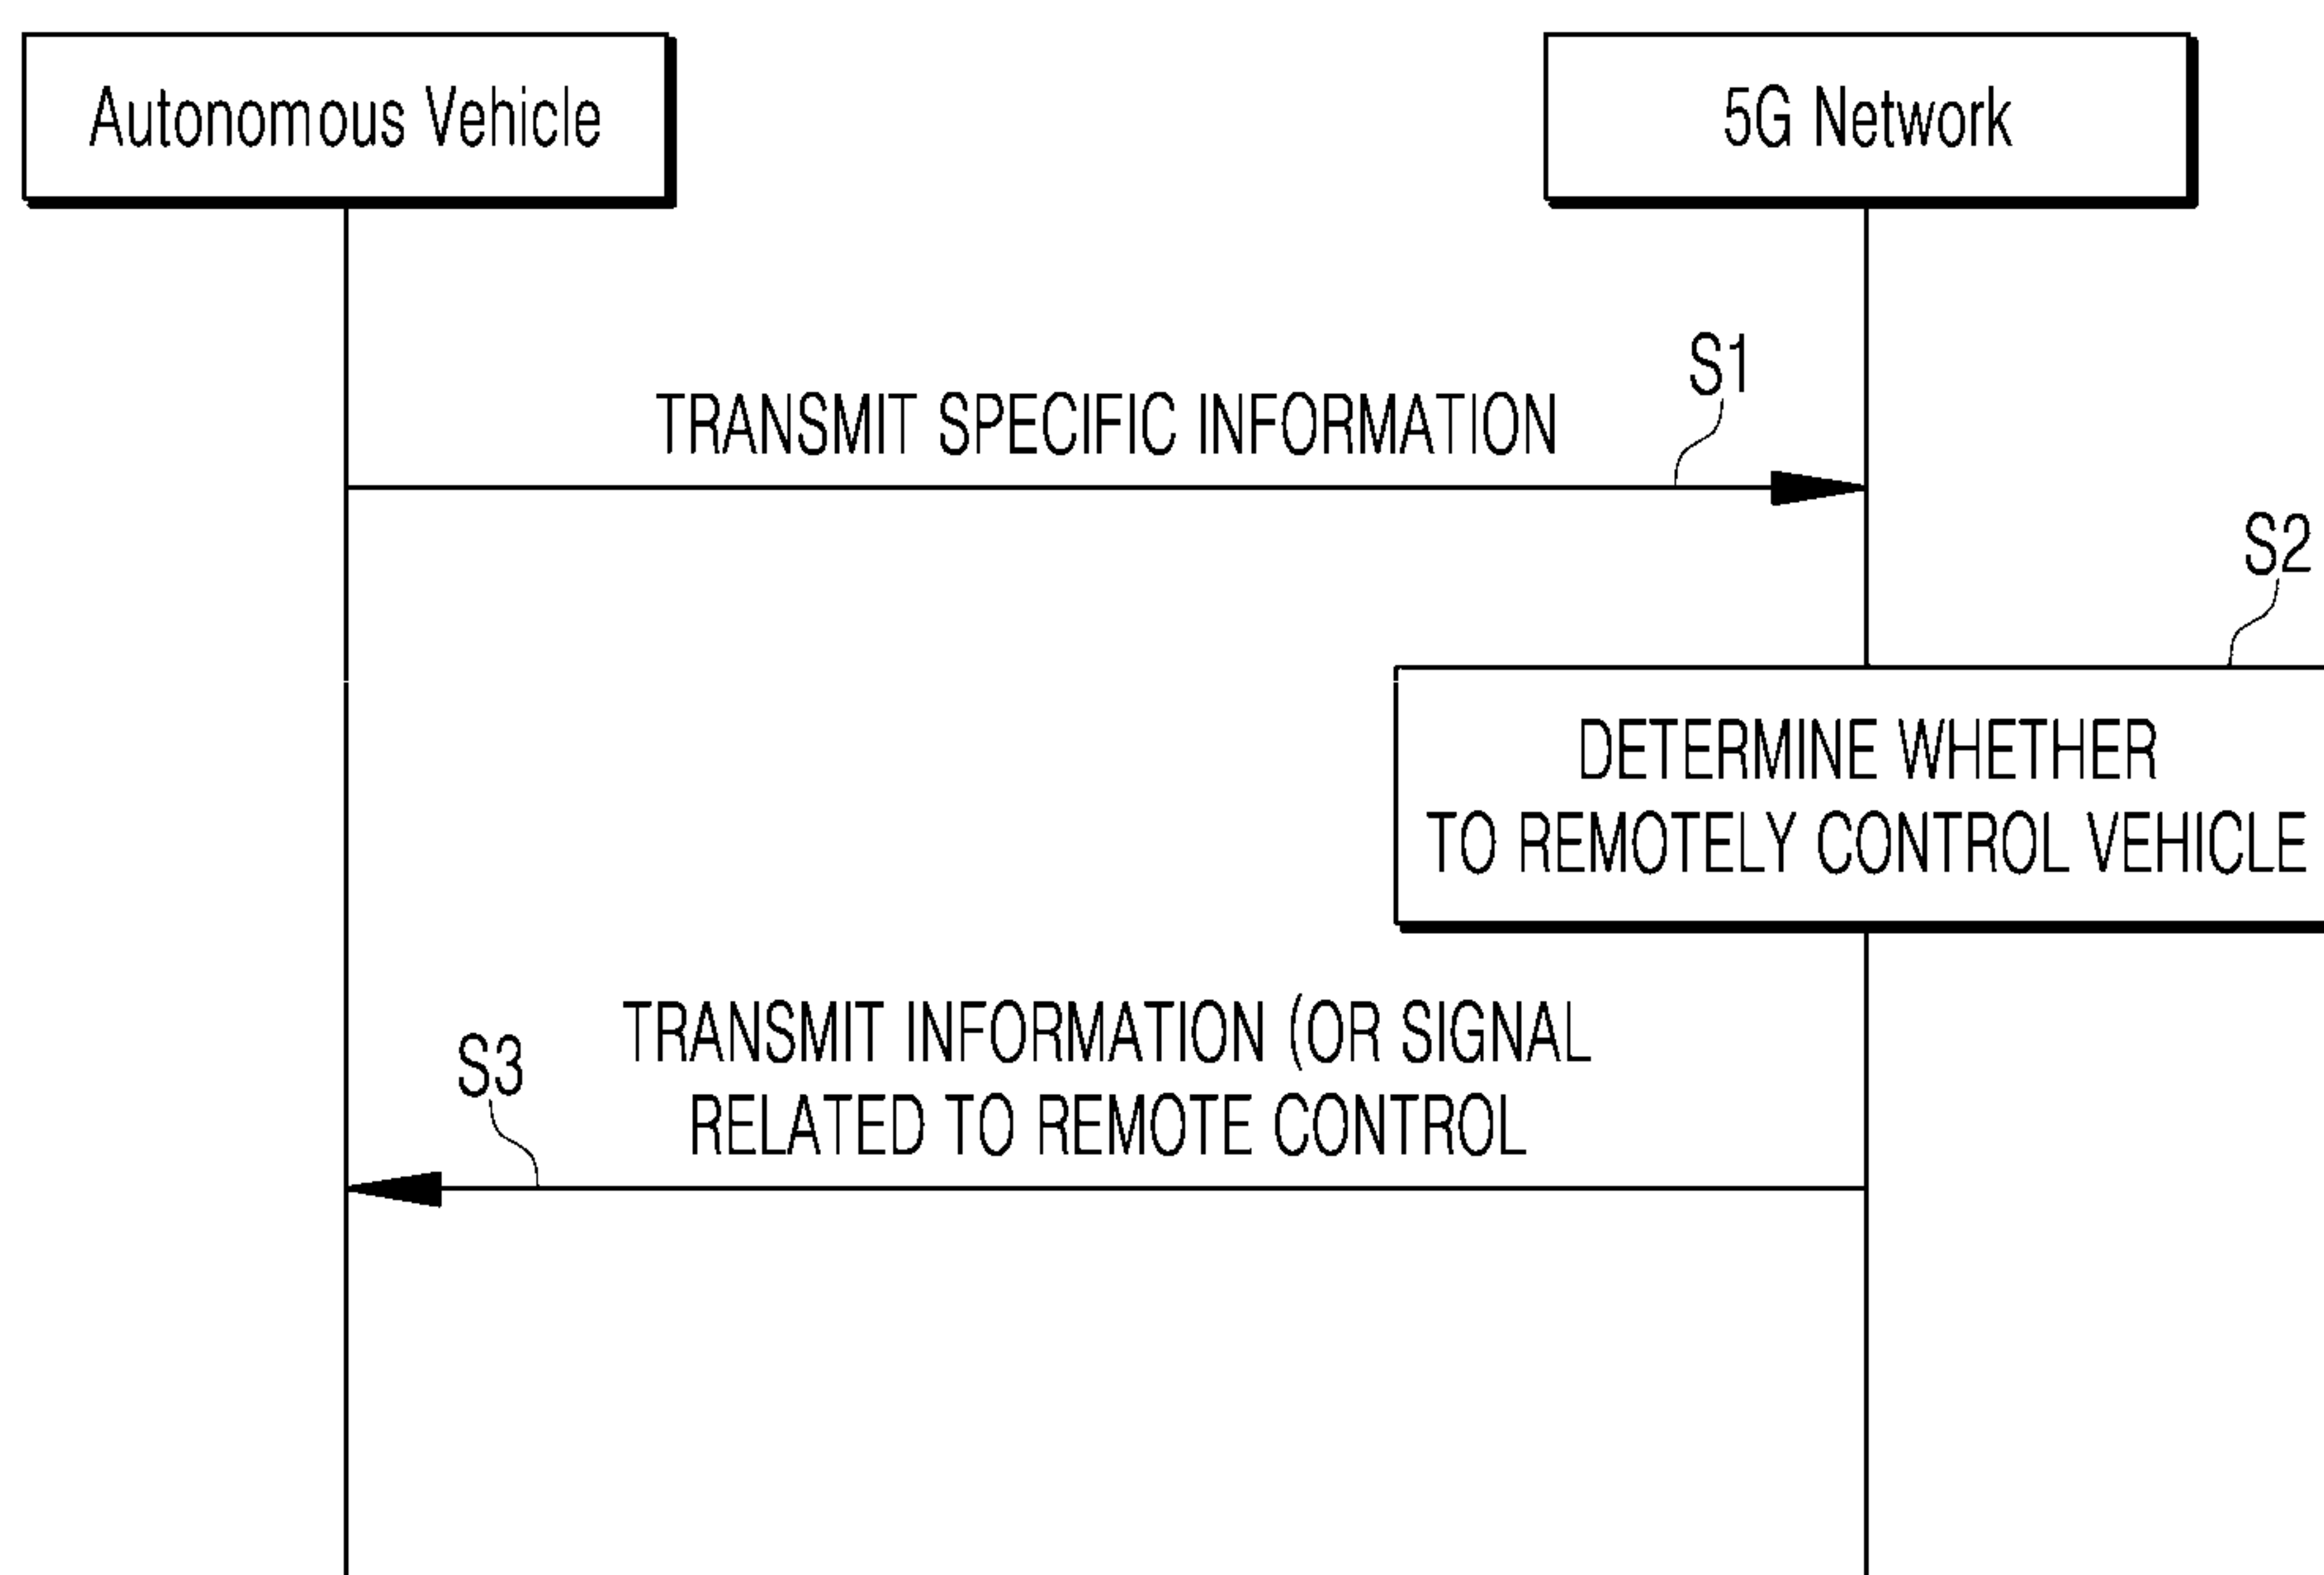 Autonomous Vehicle
5G Network
S1
TRANSMIT SPECIFIC INFORMATION
S2
DETERMINE WHETHER
TO REMOTELY CONTROL VEHICLE
S3
TRANSMIT INFORMATION (OR SIGNAL
RELATED TO REMOTE CONTROL